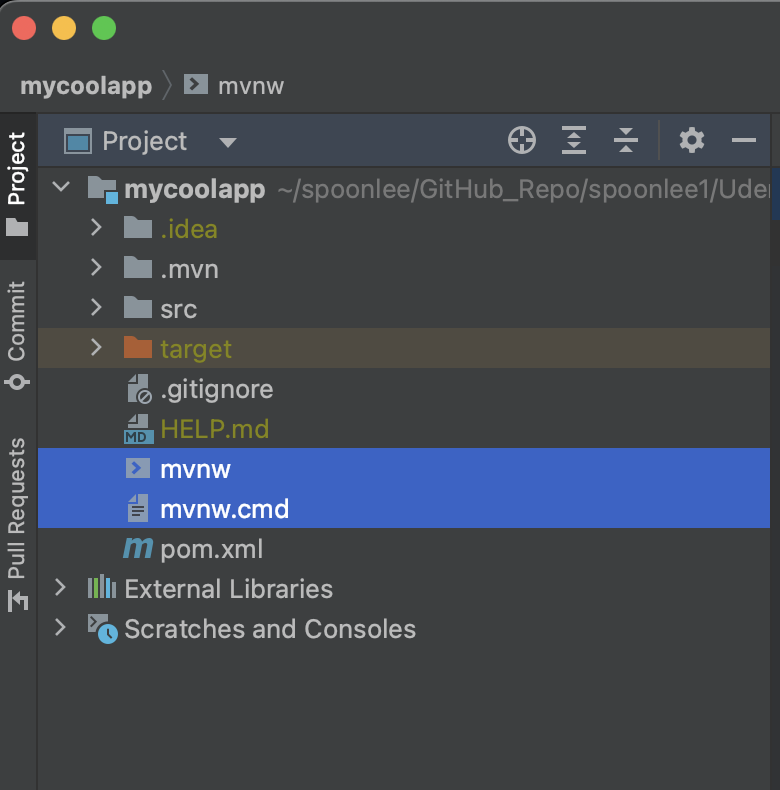 mycoolapp mvnw
Project
Project
Commit
Pull Requests
mycoolapp ~/spoonlee/GitHub_Repo/spoonlee1/Uder
.idea
.mvn
src
target
.gitignore
MD HELP.md
mvnw
mvnw.cmd
m pom.xml
External Libraries
Scratches and Consoles